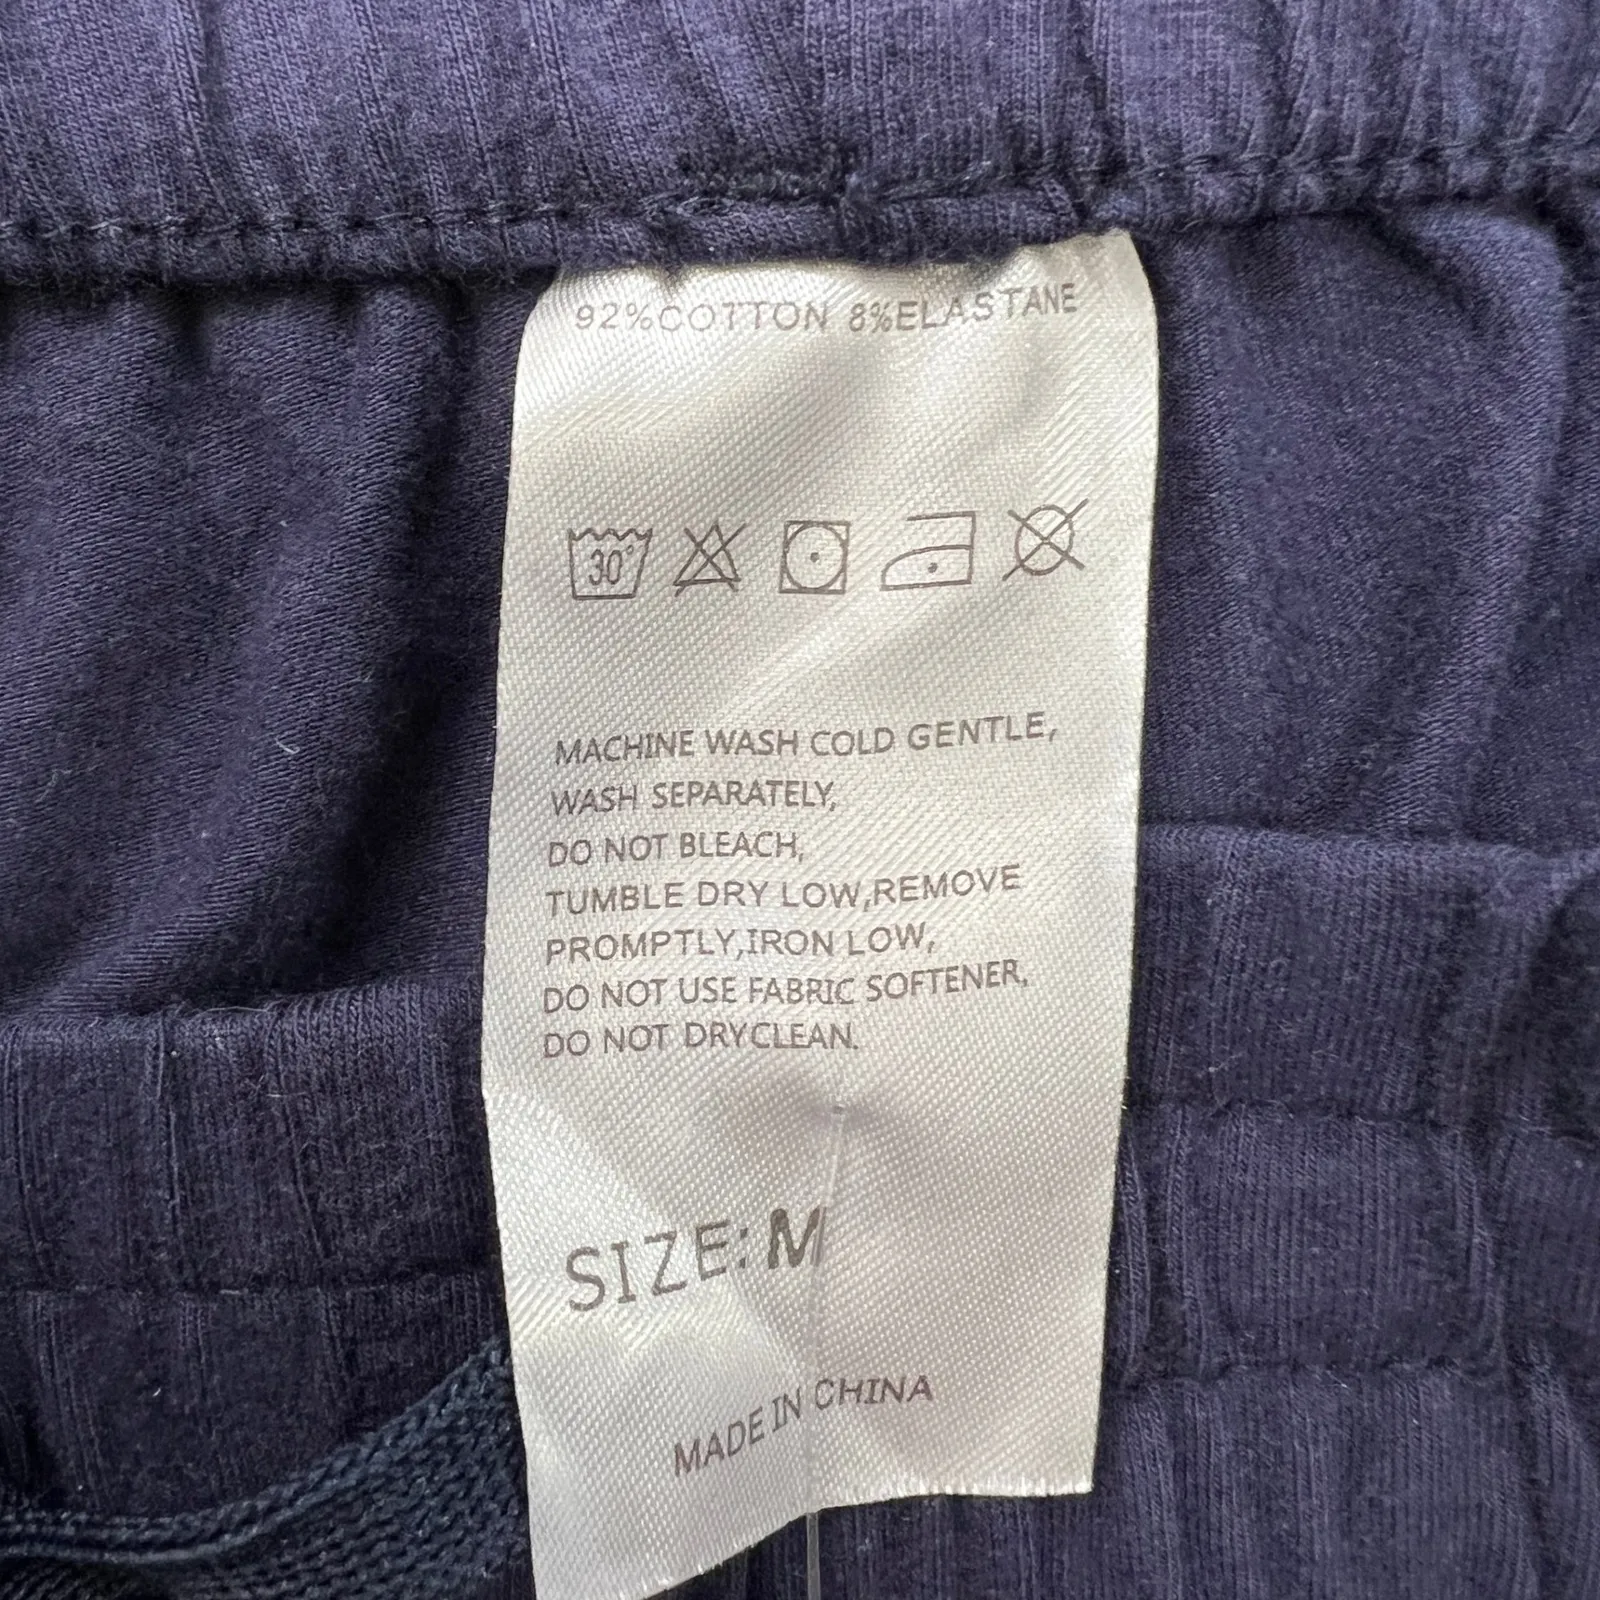 92%COTTON 8%ELASTANE
30°
MACHINE WASH COLD GENTLE,
WASH SEPARATELY,
DO NOT BLEACH,
TUMBLE DRY LOW,REMOVE
PROMPTLY,IRON LOW,
DO NOT USE FABRIC SOFTENER,
DO NOT DRYCLEAN.
SIZE:M
MADE IN CHINA